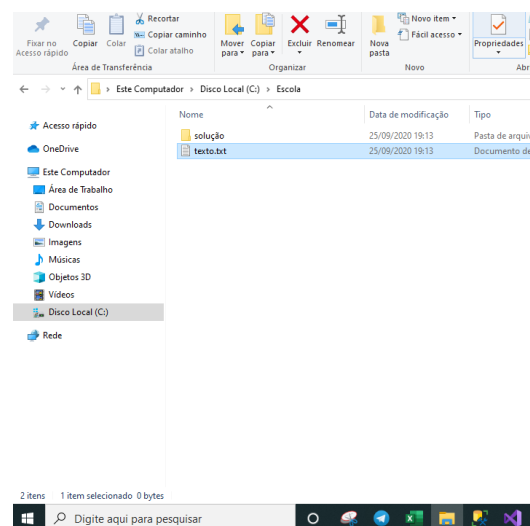 Fixar no
Acesso rápido
Copiar
Colar
Recortar
Copiar caminho
Colar atalho
Mover
para
Copiar
para
Excluir
Renomear
Nova
pasta
Novo item
Fácil acesso
Propriedades
Área de Transferência
Organizar
Novo
Abr
Este Computador > Disco Local (C:) > Escola
Nome
Data de modificação
Tipo
solução
25/09/2020 19:13
Pasta de arquiv
texto.txt
25/09/2020 19:13
Documento de
Acesso rápido
OneDrive
Este Computador
Área de Trabalho
Documentos
Downloads
Imagens
Músicas
Objetos 3D
Vídeos
Disco Local (C:)
Rede
2 itens
1 item selecionado 0 bytes
Digite aqui para pesquisar